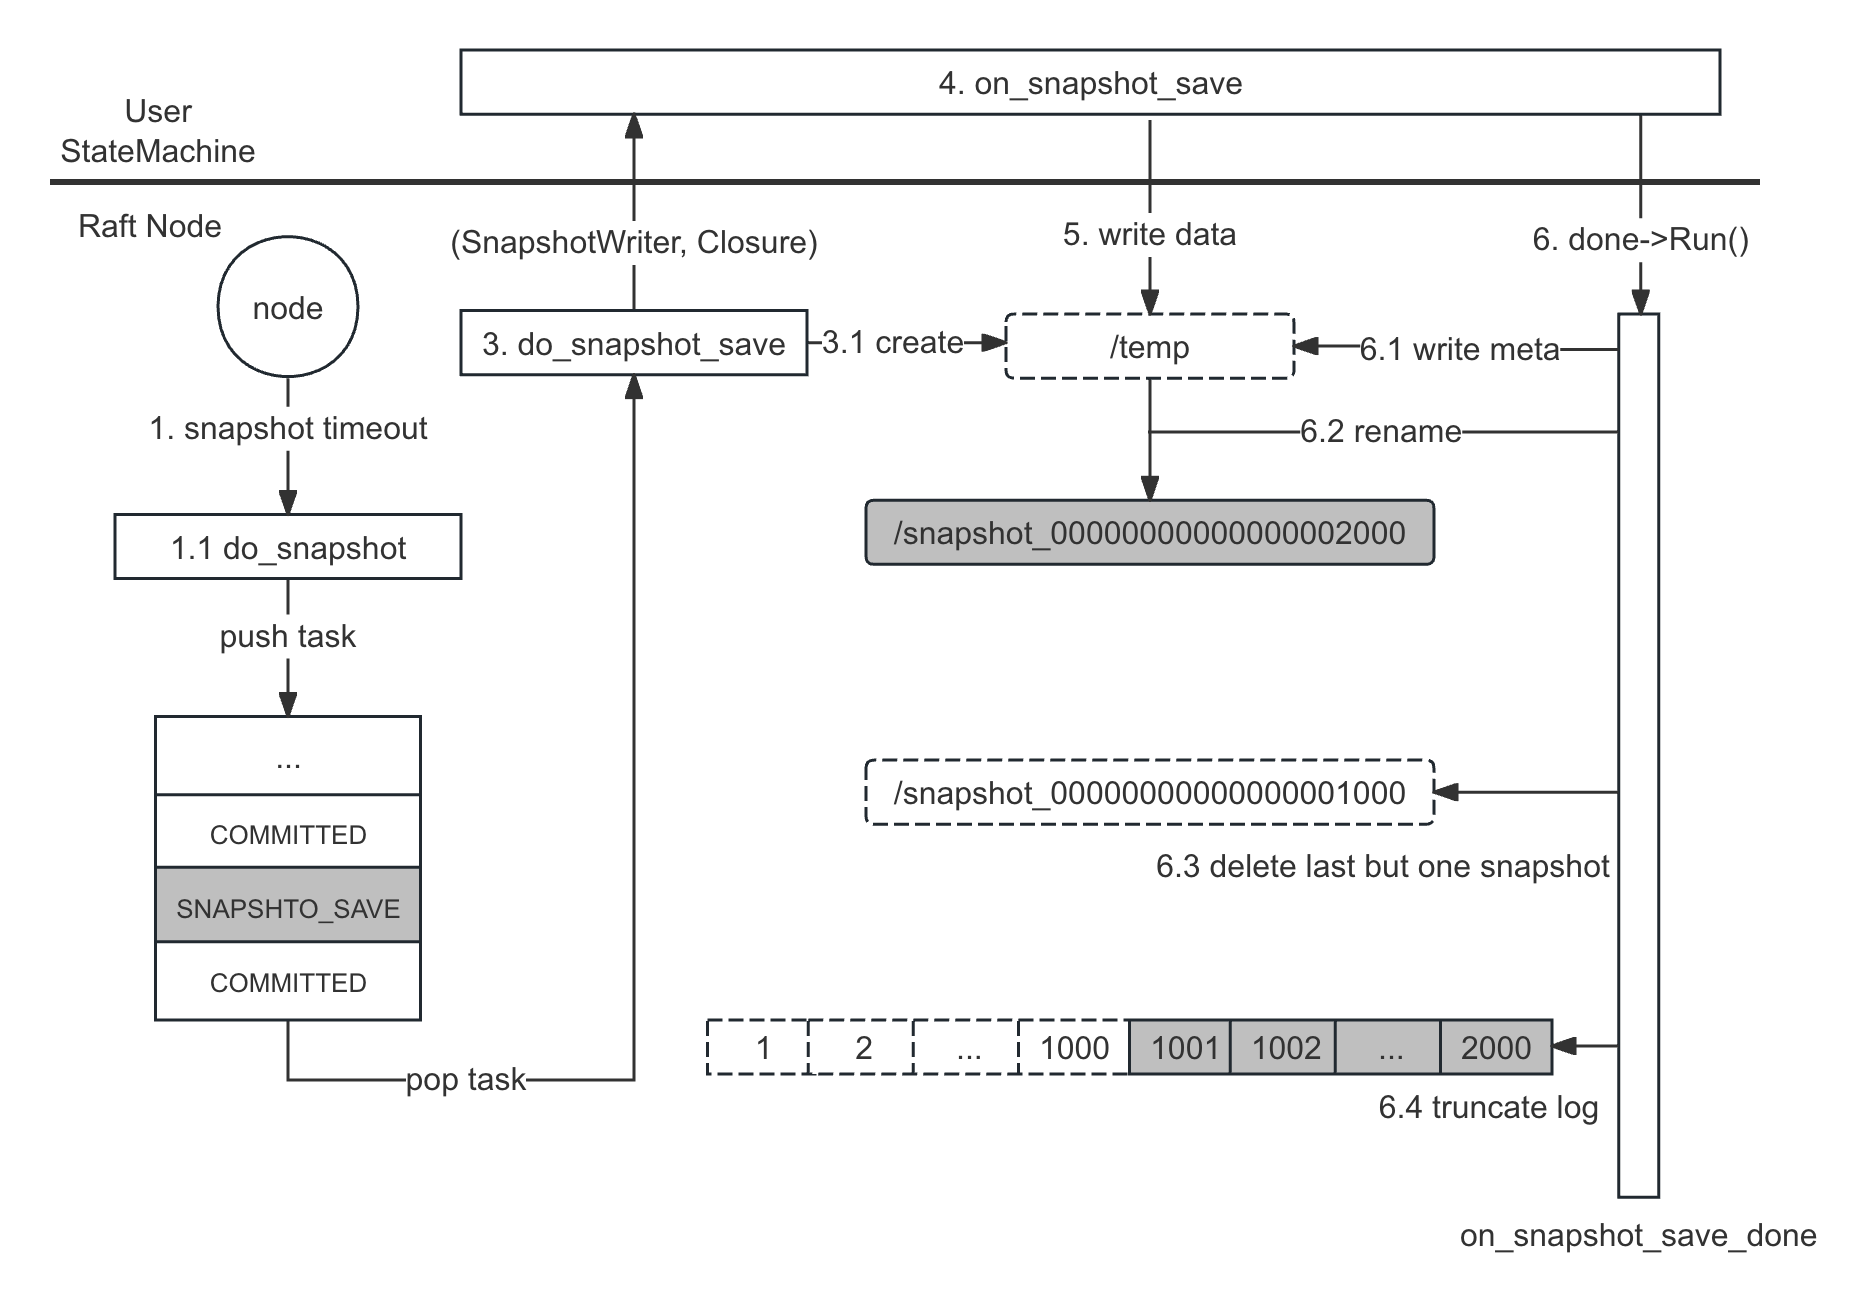 4. on_snapshot_save
User
StateMachine
Raft Node
(SnapshotWriter, Closure)
5. write data
6. done->Run()
node
3. do_snapshot_save
3.1 create
/temp
6.1 write meta
1. snapshot timeout
6.2 rename
/snapshot_00000000000000002000
1.1 do_snapshot
push task
...
/snapshot_00000000000000001000
COMMITTED
6.3 delete last but one snapshot
SNAPSHTO_SAVE
COMMITTED
1 2 ... 1000 1001 1002 ... 2000
pop task
6.4 truncate log
on_snapshot_save_done